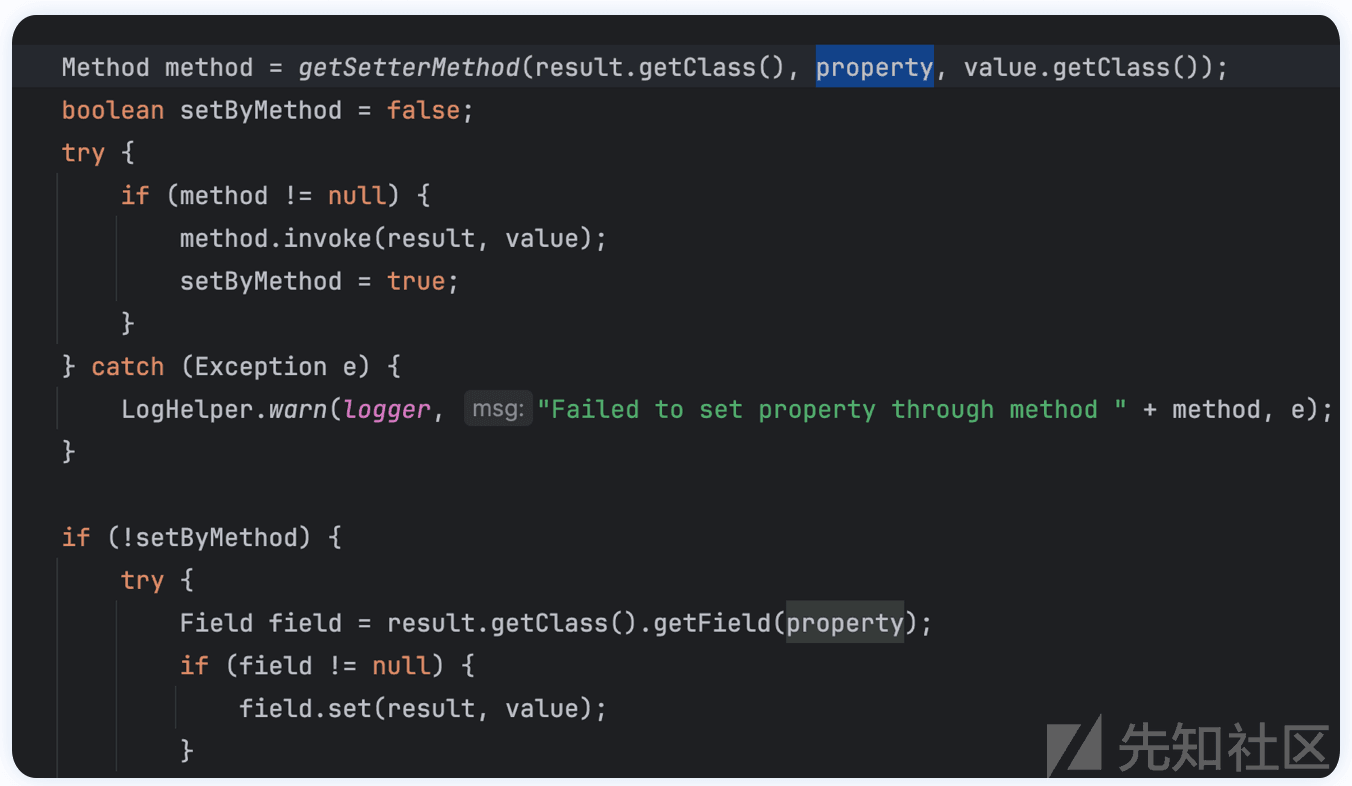 Method method = getSetterMethod(result.getClass(), property, value.getClass());
boolean setByMethod = false;
try {
if (method != null) {
method.invoke(result, value);
setByMethod = true;
}
} catch (Exception e) {
LogHelper.warn(logger, msg: "Failed to set property through method " + method, e);
}
if (!setByMethod) {
try {
Field field = result.getClass().getField(property);
if (field != null) {
field.set(result, value);
}
先知社区